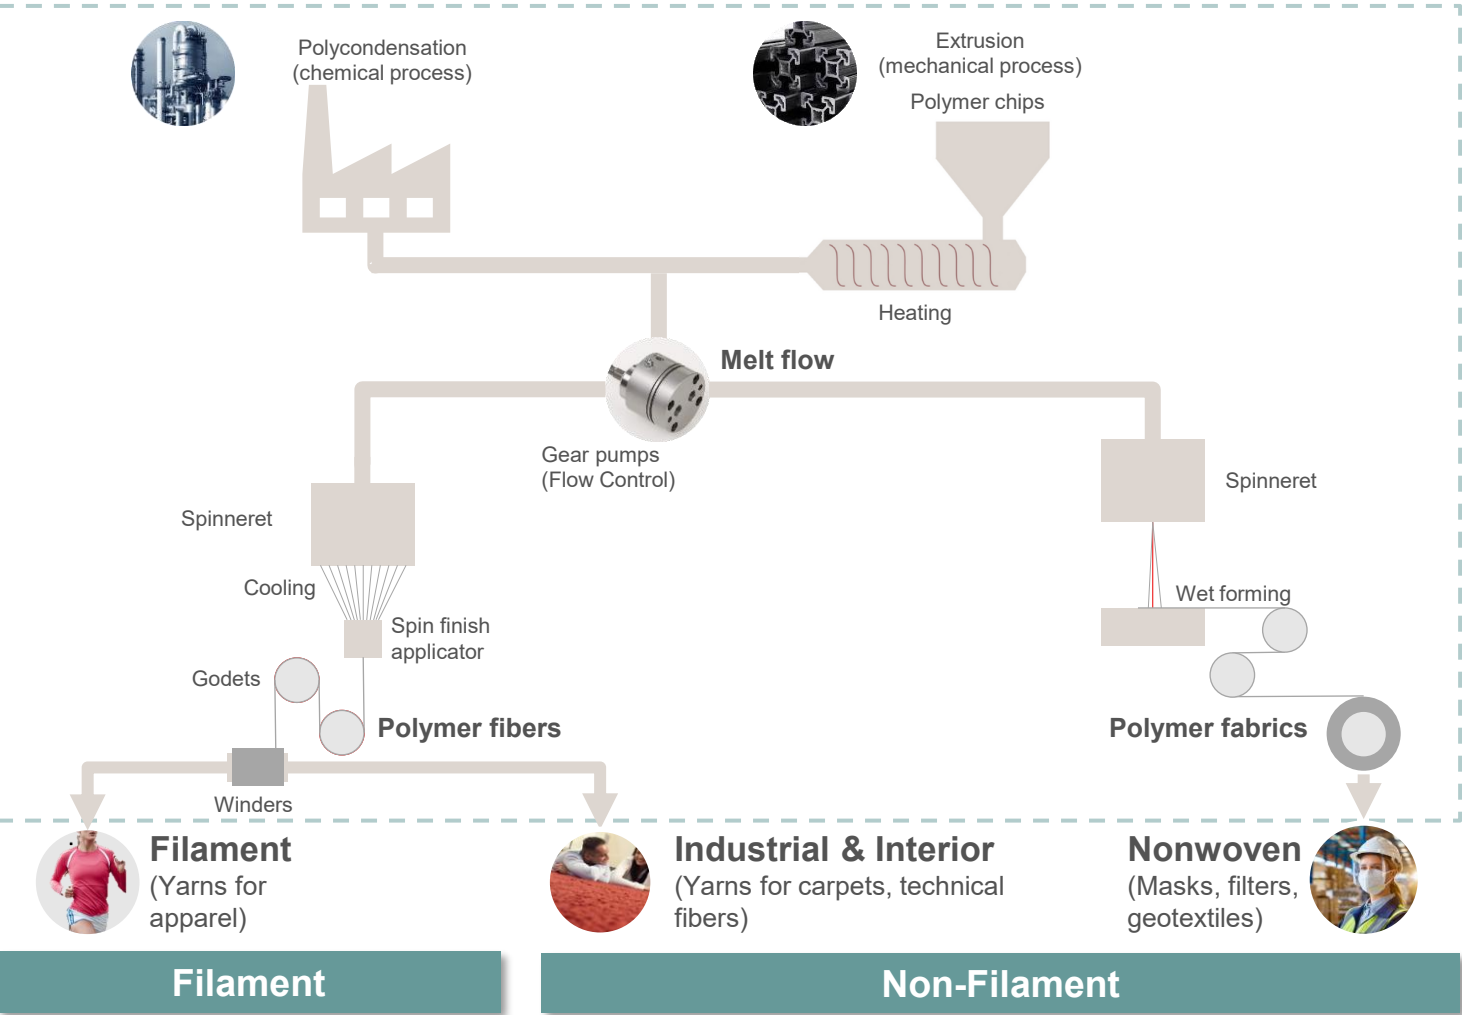 Polycondensation
(chemical process)
Extrusion
(mechanical process)
Polymer chips
Heating
Melt flow
Gear pumps
(Flow Control)
Spinneret
Spinneret
Cooling
Wet forming
Spin finish
applicator
Godets
Polymer fibers
Polymer fabrics
Winders
Filament
(Yarns for
apparel)
Industrial & Interior
(Yarns for carpets, technical
fibers)
Nonwoven
(Masks, filters,
geotextiles)
Filament
Non-Filament